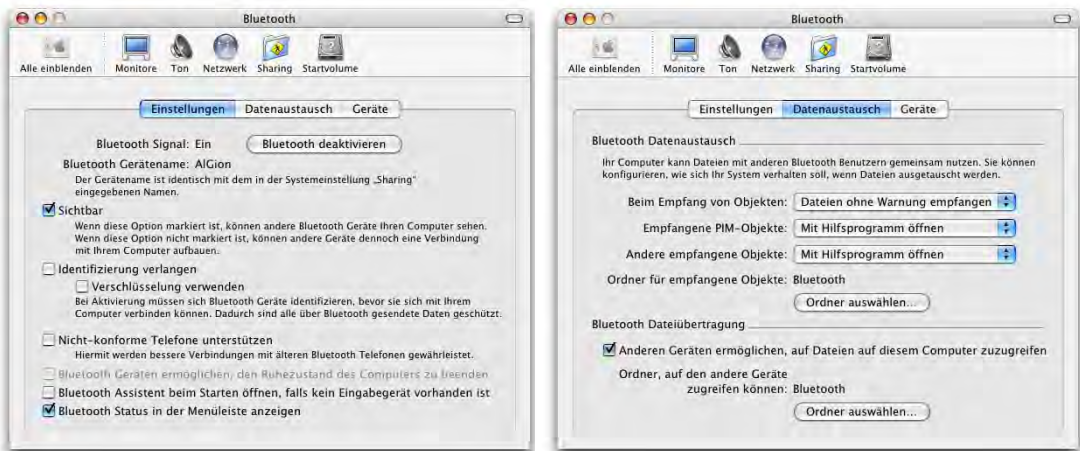 Bluetooth
Alle einblenden Monitore Ton Netzwerk Sharing Startvolume
Einstellungen Datenaustausch Geräte
Bluetooth Signal: Ein Bluetooth deaktivieren
Bluetooth Gerätename: AlGion
Der Gerätename ist identisch mit dem in der Systemeinstellung „Sharing“
eingegebenen Namen.
Sichtbar
Wenn diese Option markiert ist, können andere Bluetooth Geräte Ihren Computer sehen.
Wenn diese Option nicht markiert ist, können andere Geräte dennoch eine Verbindung
mit Ihrem Computer aufbauen.
Identifizierung verlangen
Verschlüsselung verwenden
Bei Aktivierung müssen sich Bluetooth Geräte identifizieren, bevor sie sich mit Ihrem
Computer verbinden können. Dadurch sind alle über Bluetooth gesendete Daten geschützt.
Nicht-konforme Telefone unterstützen
Hiermit werden bessere Verbindungen mit älteren Bluetooth Telefonen gewährleistet.
Bluetooth Geräten ermöglichen, den Ruhezustand des Computers zu beenden
Bluetooth Assistent beim Starten öffnen, falls kein Eingabegerät vorhanden ist
Bluetooth Status in der Menüleiste anzeigen
Bluetooth
Alle einblenden Monitore Ton Netzwerk Sharing Startvolume
Einstellungen Datenaustausch Geräte
Bluetooth Datenaustausch
Ihr Computer kann Dateien mit anderen Bluetooth Benutzern gemeinsam nutzen. Sie können
konfigurieren, wie sich Ihr System verhalten soll, wenn Dateien ausgetauscht werden.
Beim Empfang von Objekten: Dateien ohne Warnung empfangen
Empfangene PIM-Objekte: Mit Hilfsprogramm öffnen
Andere empfangene Objekte: Mit Hilfsprogramm öffnen
Ordner für empfangene Objekte: Bluetooth
Ordner auswählen...
Bluetooth Dateiübertragung
Anderen Geräten ermöglichen, auf Dateien auf diesem Computer zuzugreifen
Ordner, auf den andere Geräte
zugreifen können: Bluetooth
Ordner auswählen...